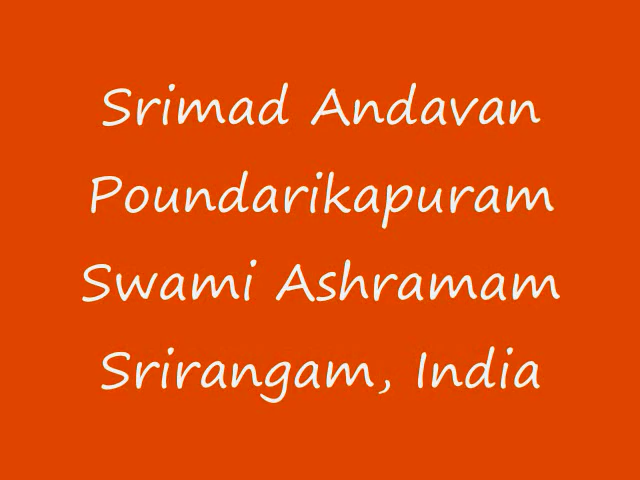 Srimad Andavan
Poundarikapuram
Swami Ashramam
Srirangam, India